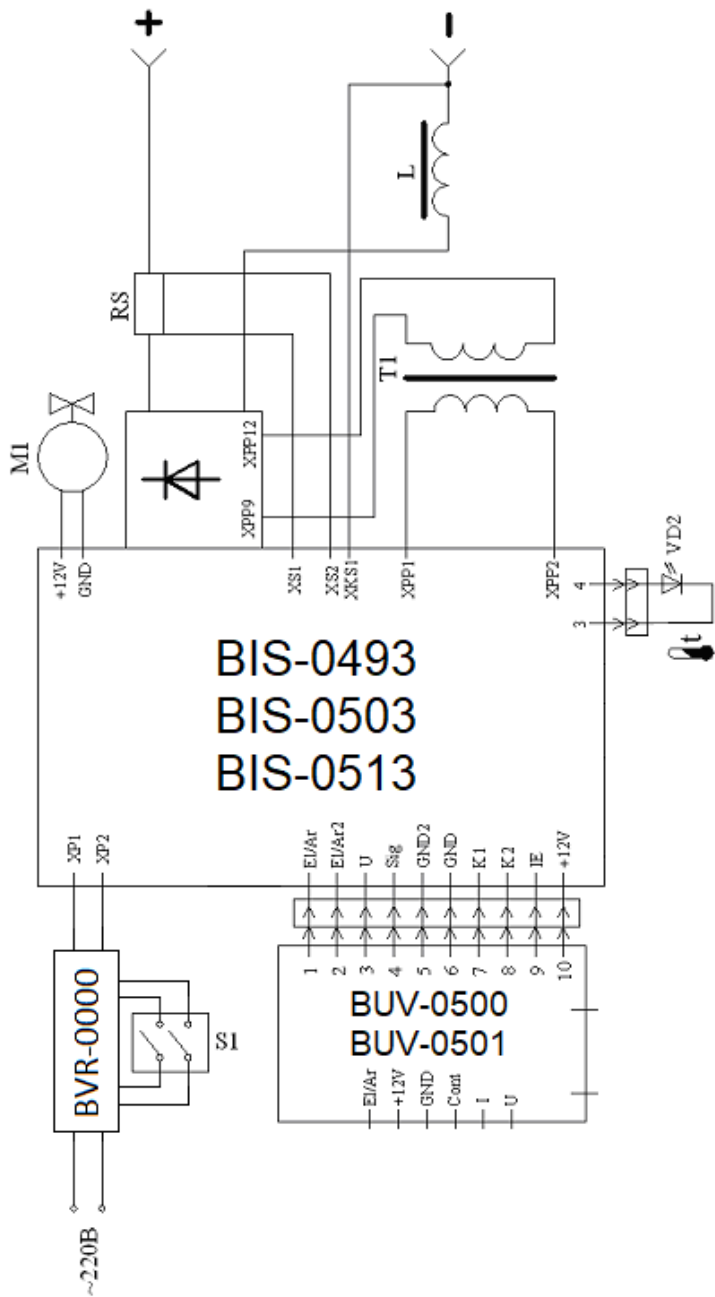 +
-
L
RS
T1
M1
XPP12
XPP9
+12V
GND
XS1
XS2
XKS1
XPP1
XPP2
4
3
VD2
t
BIS-0493
BIS-0503
BIS-0513
XP1
XP2
El/Ar
El/Ar2
U
Sig
GND2
GND
K1
K2
IE
+12V
1
2
3
4
5
6
7
8
9
10
BVR-0000
S1
BUV-0500
BUV-0501
El/Ar
+12V
GND
Cont
I
U
~220В